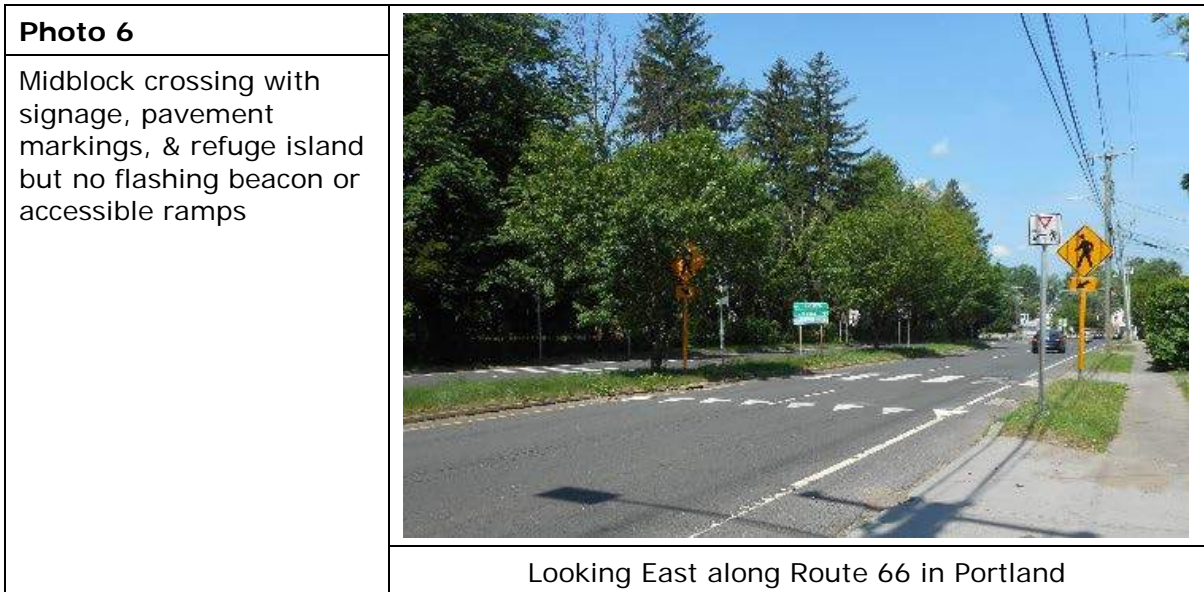 Photo 6
Midblock crossing with
signage, pavement
markings, & refuge island
but no flashing beacon or
accessible ramps
Looking East along Route 66 in Portland